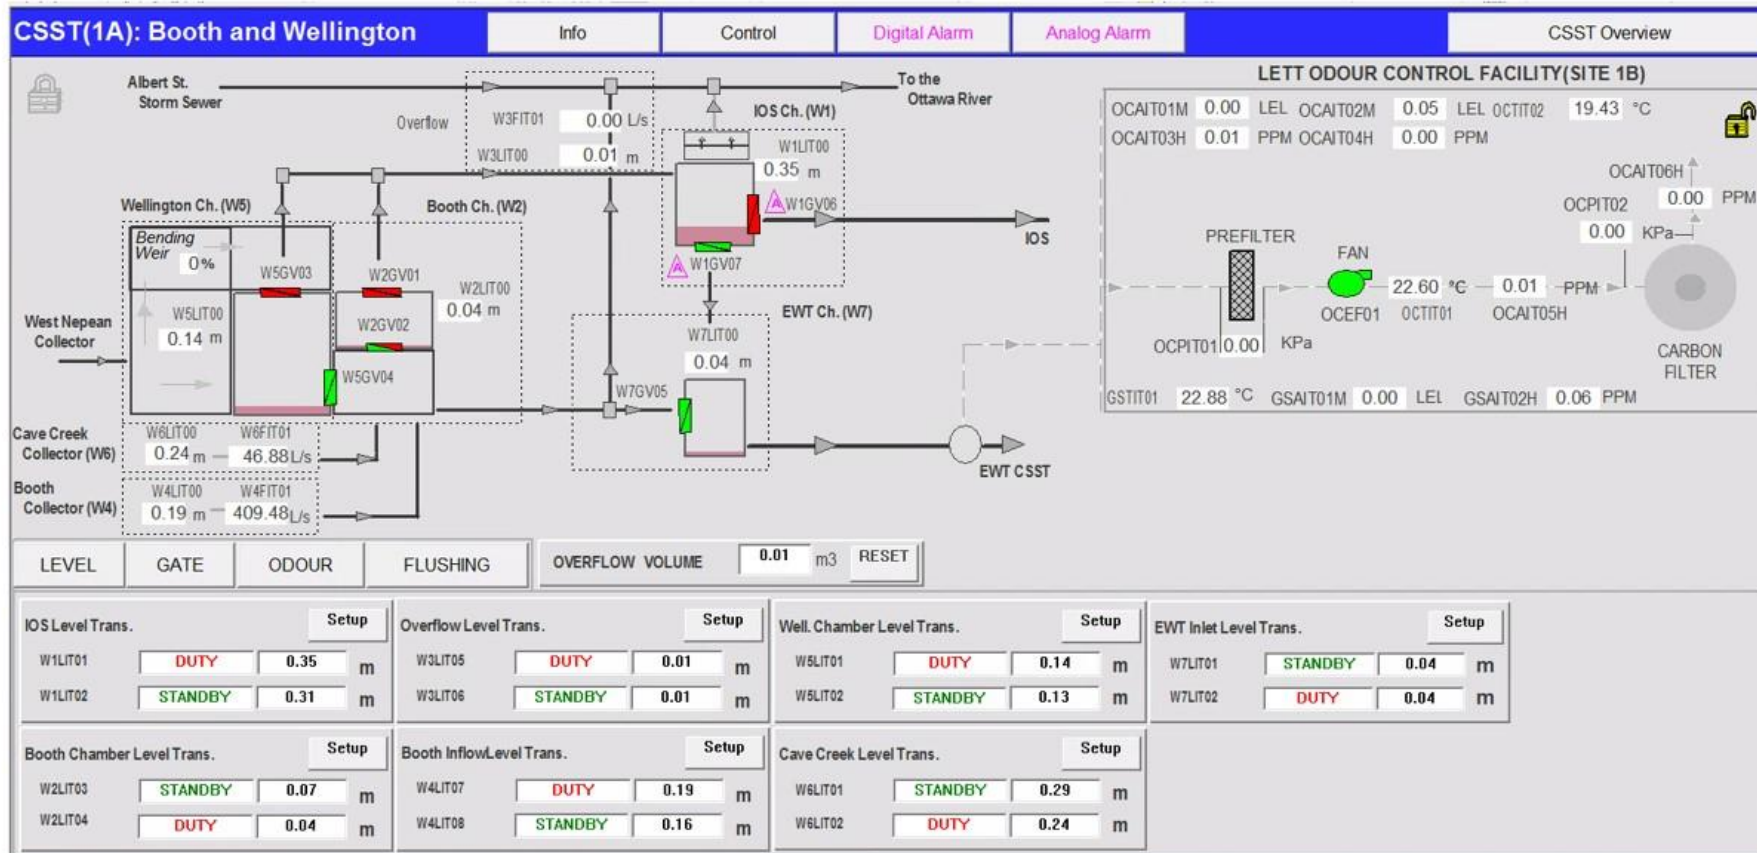 CSST(1A): Booth and Wellington
Info
Control
Digital Alarm
Analog Alarm
CSST Overview
Albert St.
Storm Sewer
To the
Ottawa River
Overflow
W3FIT01 0.00 L/s
W3LIT00 0.01 m
IOS Ch. (W1)
W1LIT00
0.35 m
A W1GV06
IOS
A W1GV07
Wellington Ch. (W5)
Booth Ch. (W2)
Bending
Weir
0%
W5GV03
W2GV01
W2LIT00
0.04 m
W5LIT00
0.14 m
W2GV02
W5GV04
West Nepean
Collector
EWT Ch. (W7)
W7LIT00
0.04 m
W7GV05
EWT CSST
Cave Creek
Collector (W6)
W6LIT00 W6FIT01
0.24 m 46.88 L/s
Booth
Collector (W4)
W4LIT00 W4FIT01
0.19 m 409.48 L/s
LETT ODOUR CONTROL FACILITY(SITE 1B)
OCAIT01M 0.00 LEL OCAIT02M 0.05 LEL OCTIT02 19.43 °C
OCAIT03H 0.01 PPM OCAIT04H 0.00 PPM
OCAIT06H
0.00 PPM
OCPIT02
0.00 KPa
PREFILTER
FAN
OCEF01
22.60 °C
OCTIT01
0.01 PPM
OCAIT05H
OCPIT01 0.00 KPa
CARBON
FILTER
GSTIT01 22.88 °C GSAIT01M 0.00 LEL GSAIT02H 0.06 PPM
LEVEL
GATE
ODOUR
FLUSHING
OVERFLOW VOLUME 0.01 m3 RESET
IOS Level Trans. Setup
W1LIT01 DUTY 0.35 m
W1LIT02 STANDBY 0.31 m
Overflow Level Trans. Setup
W3LIT05 DUTY 0.01 m
W3LIT06 STANDBY 0.01 m
Well. Chamber Level Trans. Setup
W5LIT01 DUTY 0.14 m
W5LIT02 STANDBY 0.13 m
EWT Inlet Level Trans. Setup
W7LIT01 STANDBY 0.04 m
W7LIT02 DUTY 0.04 m
Booth Chamber Level Trans. Setup
W2LIT03 STANDBY 0.07 m
W2LIT04 DUTY 0.04 m
Booth InflowLevel Trans. Setup
W4LIT07 DUTY 0.19 m
W4LIT08 STANDBY 0.16 m
Cave Creek Level Trans. Setup
W6LIT01 STANDBY 0.29 m
W6LIT02 DUTY 0.24 m